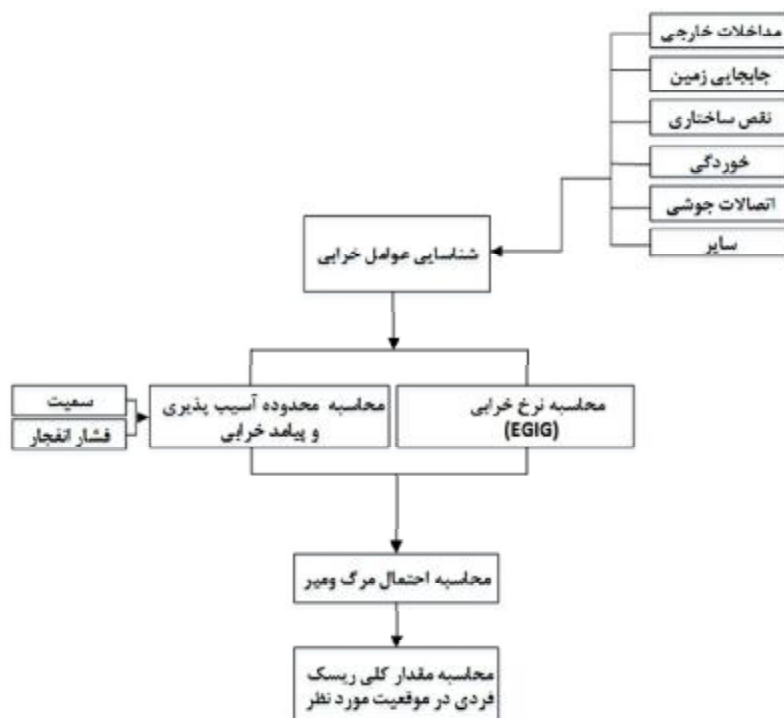 مداخلات خارجی
جابجایی زمین
نقص ساختاری
خوردگی
اتصالات جوشی
سایر
شناسایی عوامل خرابی
محاسبه نرخ خرابی
(EGIG)
محاسبه محدوده آسیب پذیری
و پیامد خرابی
سمیت
فشار انفجار
محاسبه احتمال مرگ ومیر
محاسبه مقدار کلی ریسک
فردی در موقعیت مورد نظر